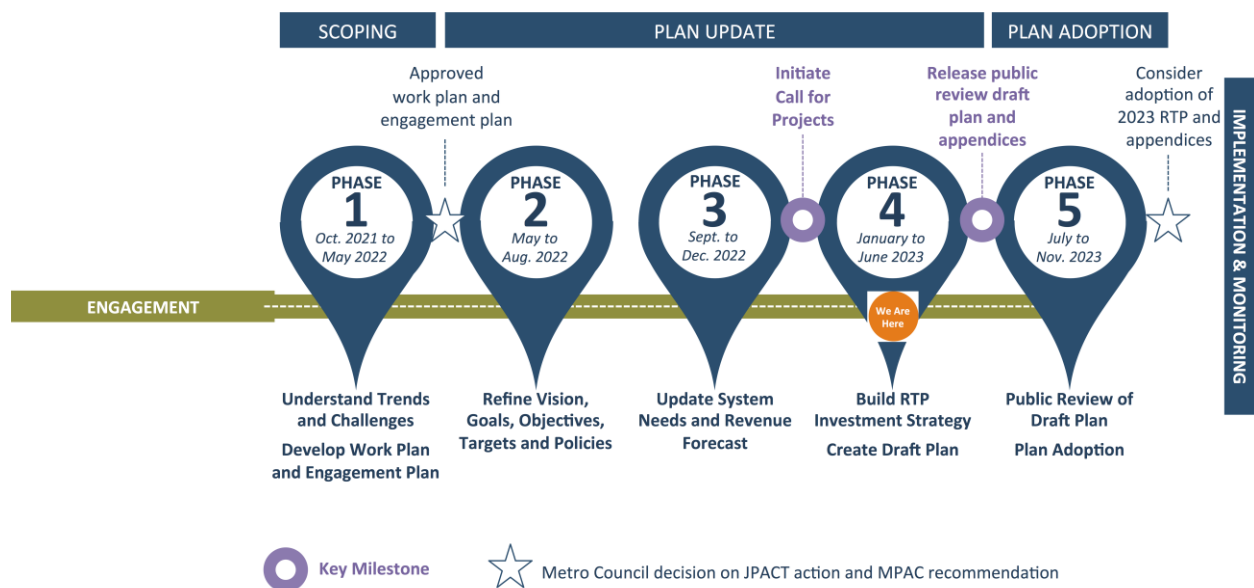 SCOPING
PLAN UPDATE
PLAN ADOPTION
Approved
work plan and
engagement plan
Initiate
Call for
Projects
Release public
review draft
plan and
appendices
Consider
adoption of
2023 RTP and
appendices
PHASE
1
Oct. 2021 to
May 2022
PHASE
2
May to
Aug. 2022
PHASE
3
Sept. to
Dec. 2022
PHASE
4
January to
June 2023
PHASE
5
July to
Nov. 2023
IMPLEMENTATION & MONITORING
ENGAGEMENT
We Are
Here
Understand Trends
and Challenges
Develop Work Plan
and Engagement Plan
Refine Vision,
Goals, Objectives,
Targets and Policies
Update System
Needs and Revenue
Forecast
Build RTP
Investment Strategy
Create Draft Plan
Public Review of
Draft Plan
Plan Adoption
Key Milestone
Metro Council decision on JPACT action and MPAC recommendation